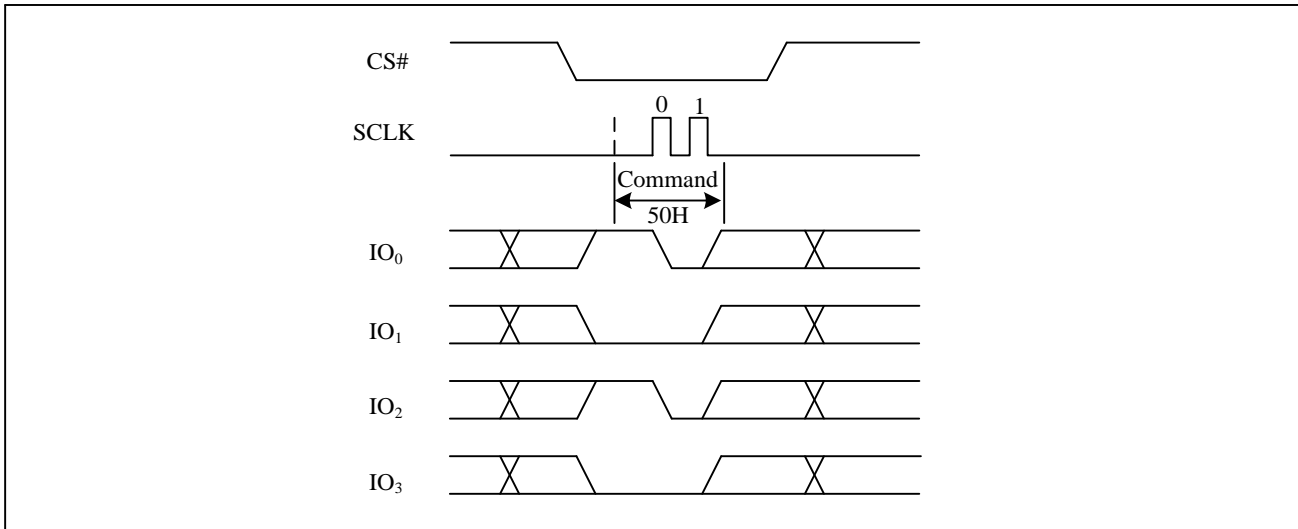 CS#
0 1
SCLK
Command
50H
IO0
IO1
IO2
IO3